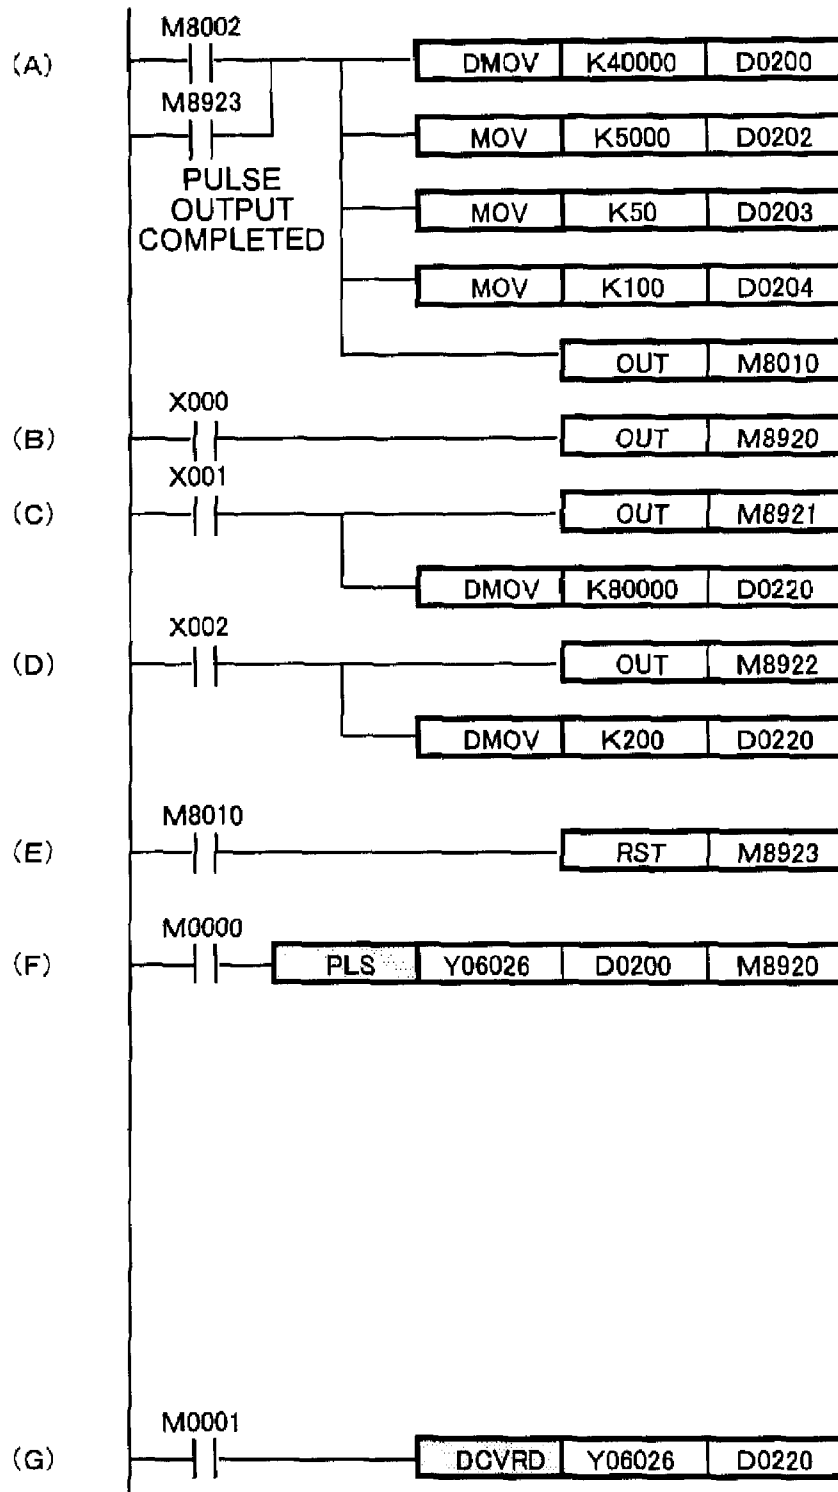 M8002
(A) DMOV K40000 D0200
M8923
MOV K5000 D0202
PULSE
OUTPUT
COMPLETED
MOV K50 D0203
MOV K100 D0204
OUT M8010
X000
(B) OUT M8920
X001
(C) OUT M8921
DMOV K80000 D0220
X002
(D) OUT M8922
DMOV K200 D0220
M8010
(E) RST M8923
M0000
(F) PLS Y06026 D0200 M8920
M0001
(G) DCVRD Y06026 D0220